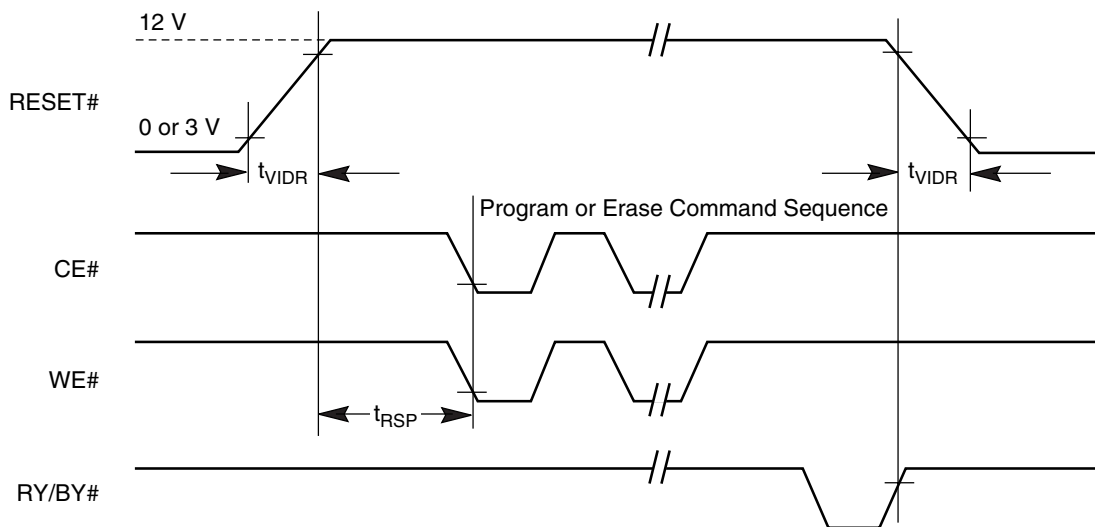 12 V
RESET#
0 or 3 V
tVIDR
tVIDR
Program or Erase Command Sequence
CE#
WE#
tRSP
RY/BY#